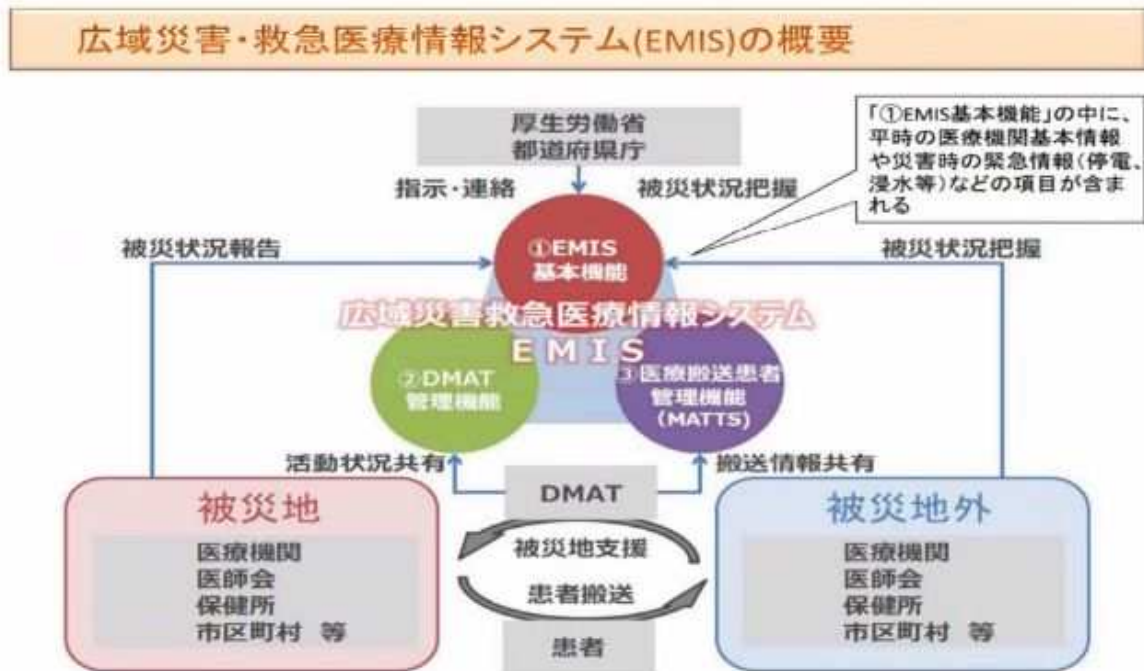 広域災害・救急医療情報システム(EMIS)の概要
厚生労働省
都道府県庁
「①EMIS基本機能」の中に、
平時の医療機関基本情報
や災害時の緊急情報(停電、
浸水等)などの項目が含ま
れる
指示・連絡
被災状況把握
被災状況報告
①EMIS
基本機能
被災状況把握
広域災害救急医療情報システム
EMIS
②DMAT
管理機能
③医療搬送患者
管理機能
(MATTS)
活動状況共有
搬送情報共有
DMAT
被災地
医療機関
医師会
保健所
市区町村 等
被災地支援
患者搬送
患者
被災地外
医療機関
医師会
保健所
市区町村 等